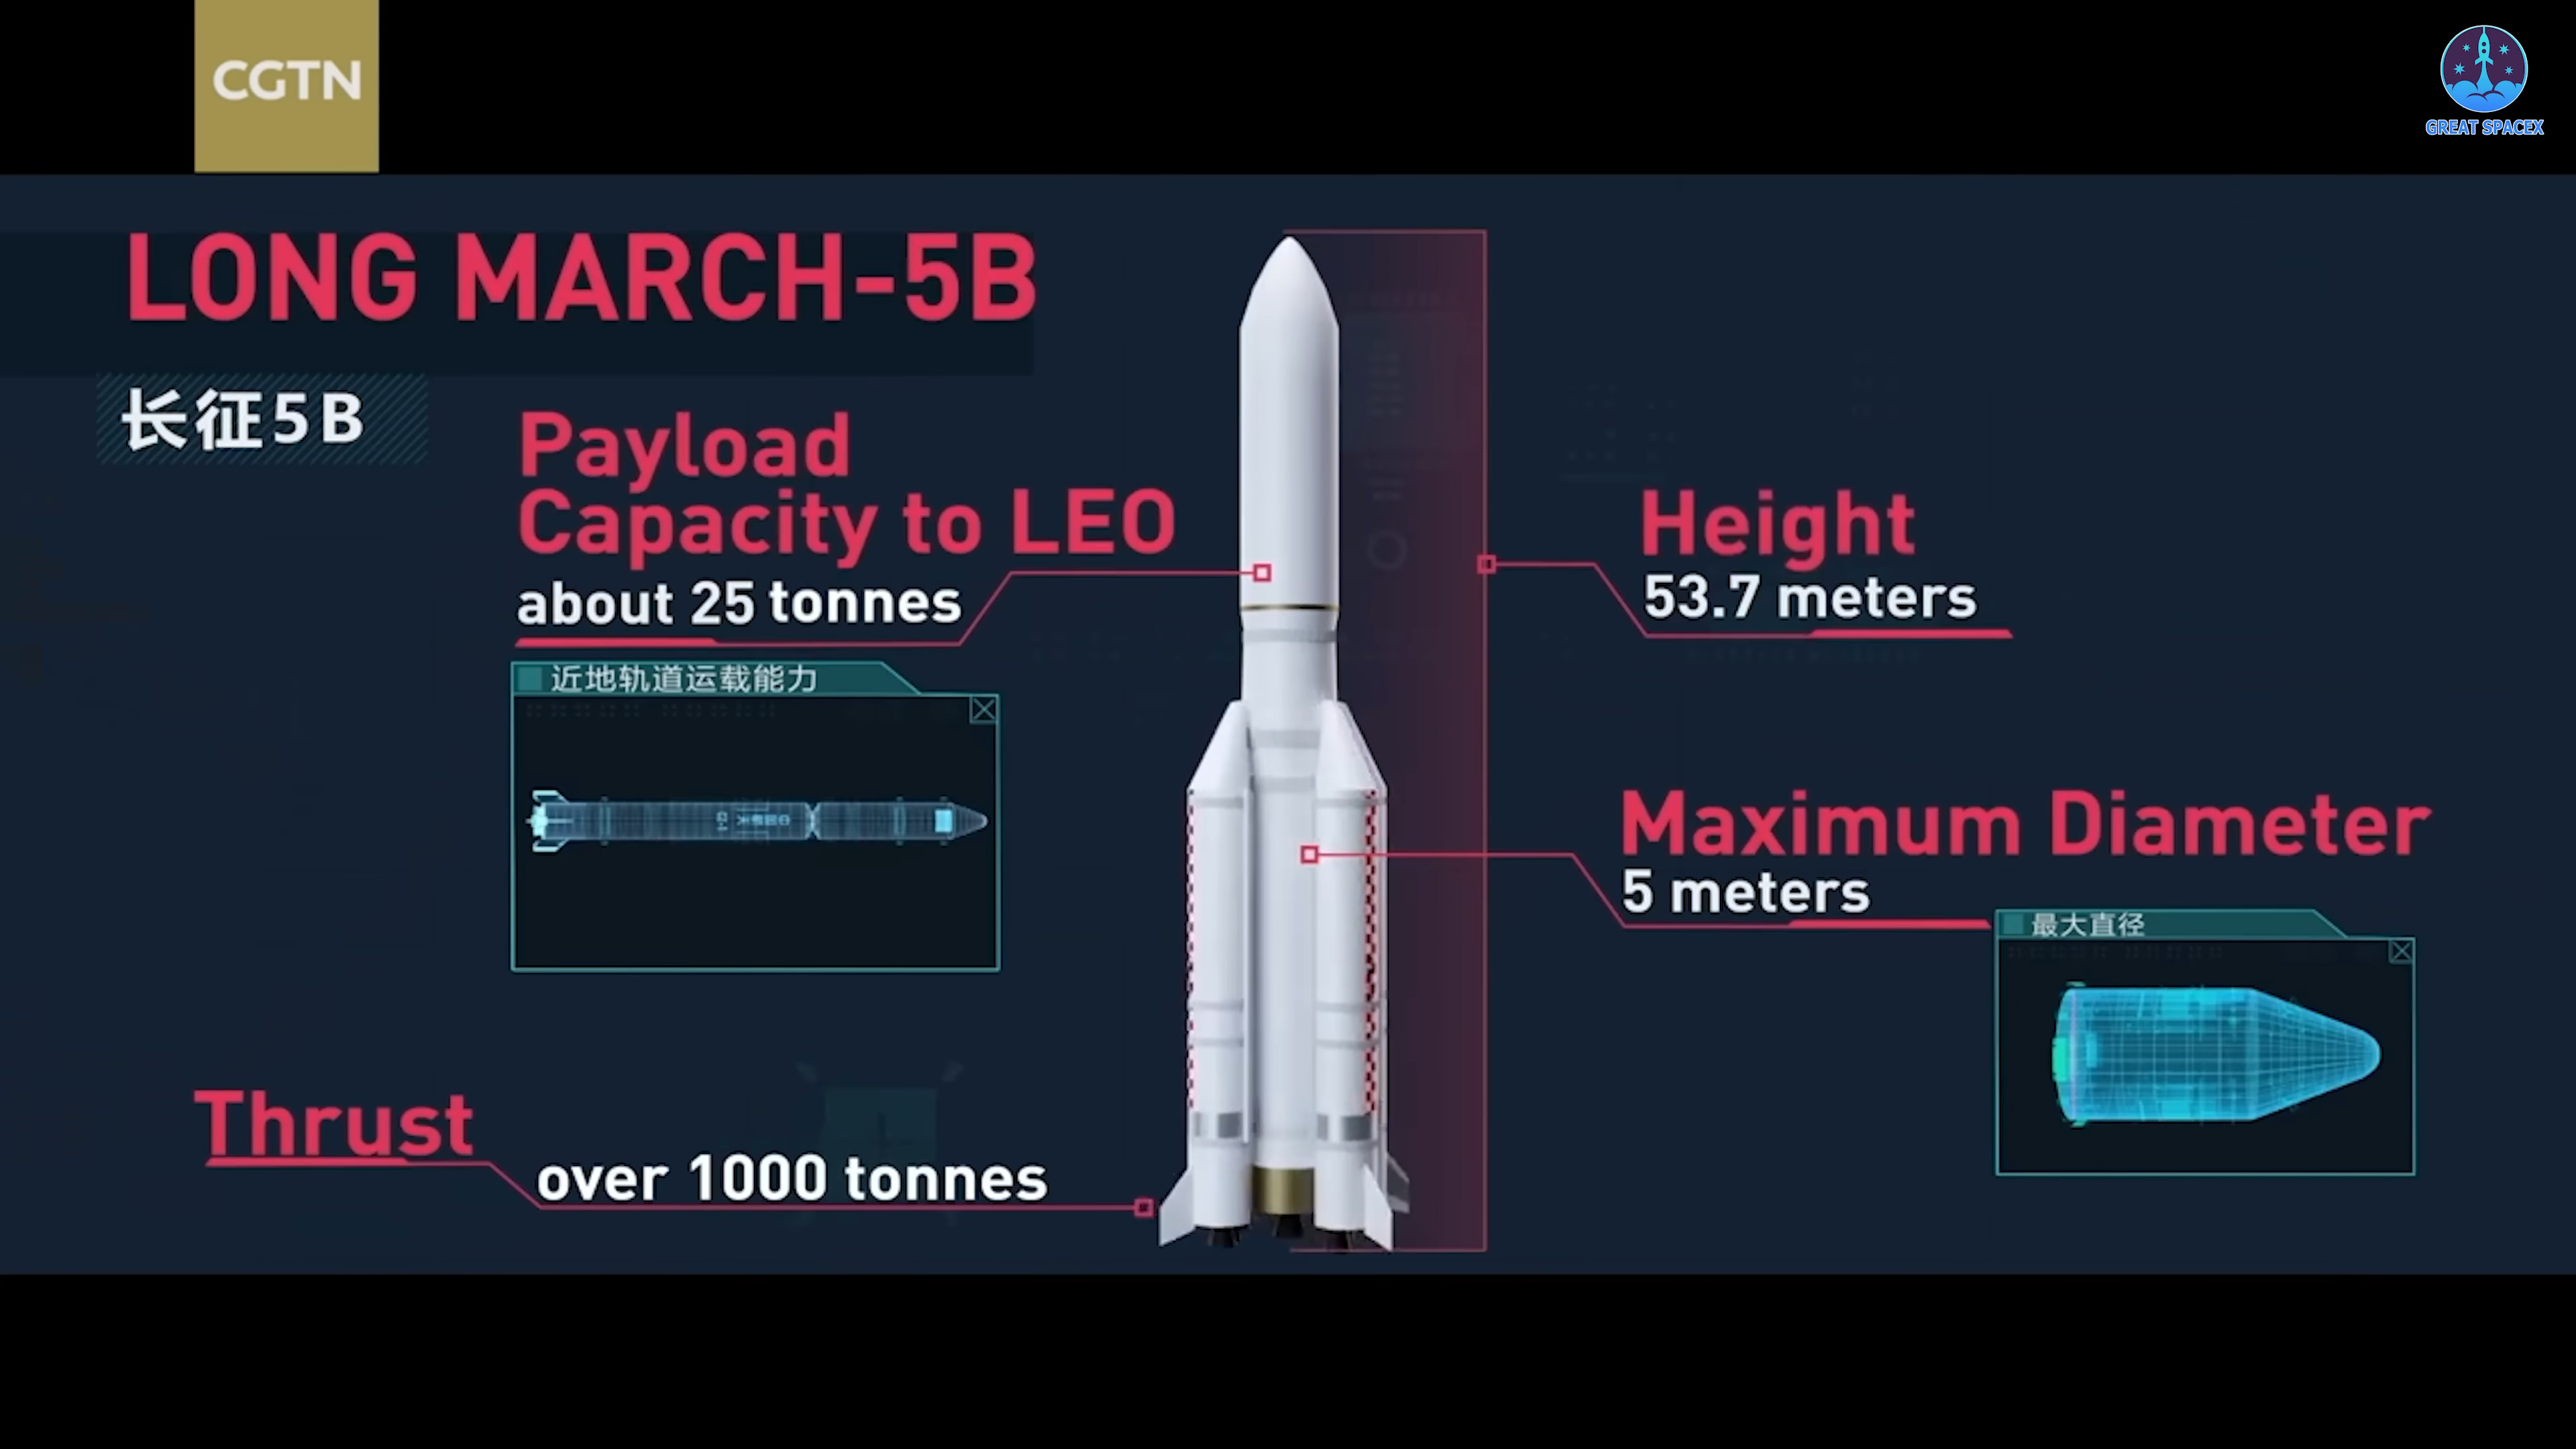 CGTN
GREAT SPACEX
LONG MARCH-5B
长征5B
Payload
Capacity to LEO
about 25 tonnes
近地轨道运载能力
Height
53.7 meters
Maximum Diameter
5 meters
最大直径
Thrust
over 1000 tonnes